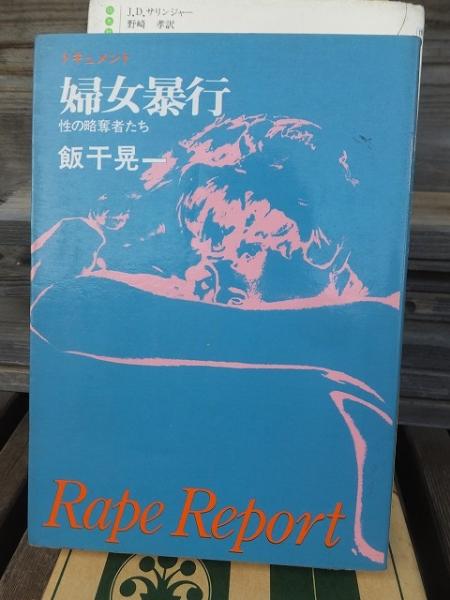 J.D.サリンジャー
野崎 孝訳
ドキュメント
婦女暴行
性の略奪者たち
飯干晃一
Rape Report